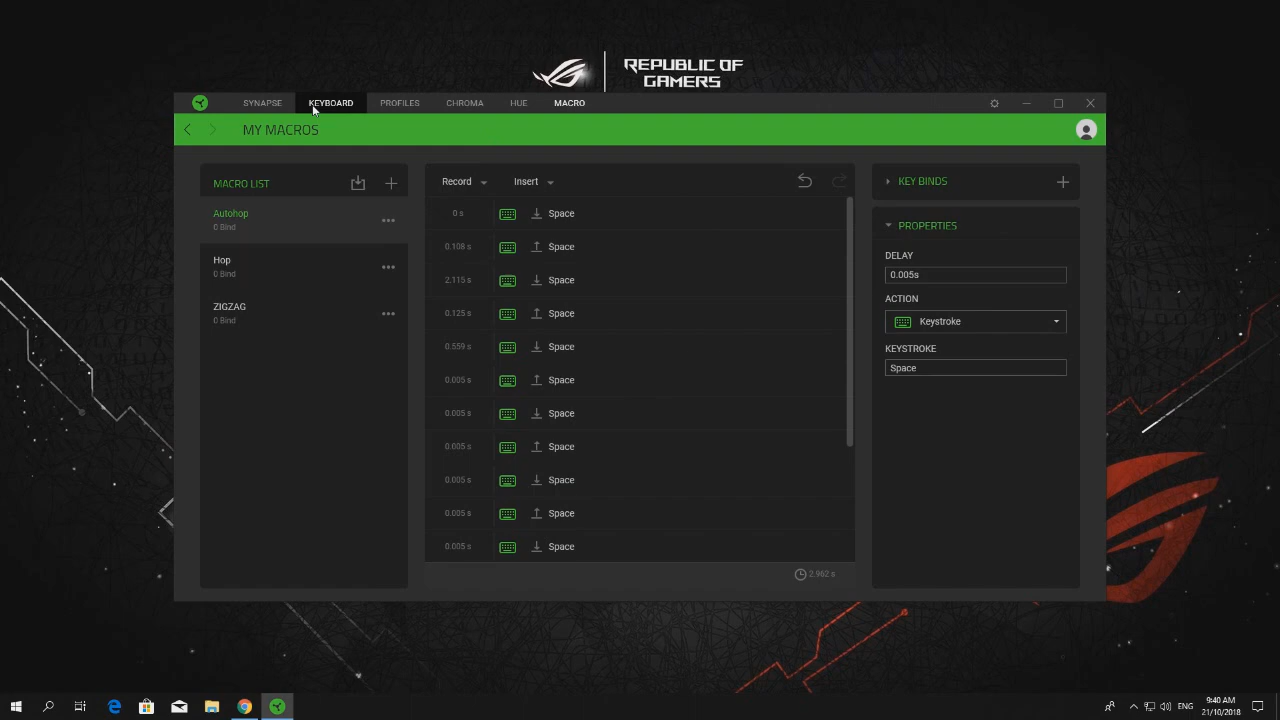 REPUBLIC OF
GAMERS
SYNAPSE KEYBOARD PROFILES CHROMA HUE MACRO
MY MACROS
MACRO LIST
Autohop
0 Bind
Hop
0 Bind
ZIGZAG
0 Bind
Record Insert
0 s Space
0.108 s Space
2.115 s Space
0.125 s Space
0.559 s Space
0.005 s Space
0.005 s Space
0.005 s Space
0.005 s Space
0.005 s Space
0.005 s Space
2.962 s
KEY BINDS
PROPERTIES
DELAY
0.005s
ACTION
Keystroke
KEYSTROKE
Space
ENG
9:40 AM
21/10/2018